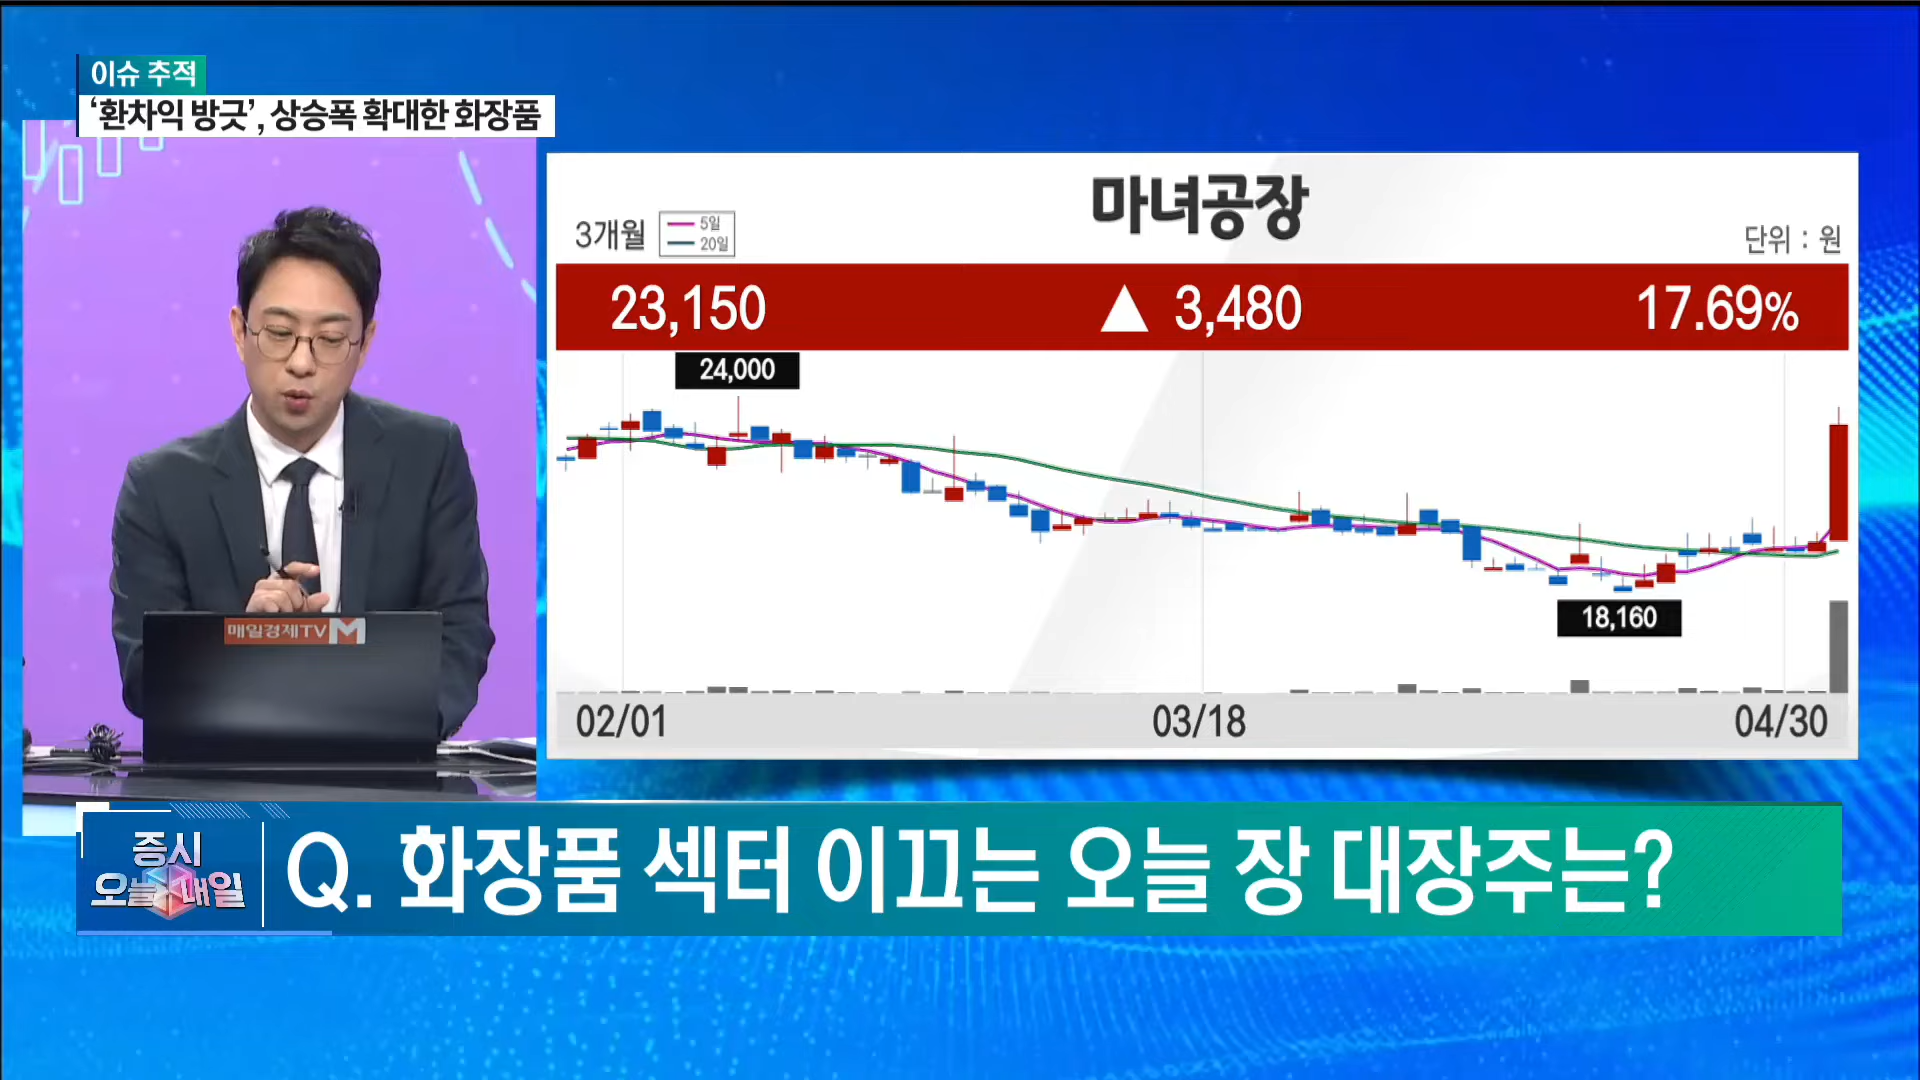 이슈 추적
‘환차익 방긋’, 상승폭 확대한 화장품
마녀공장
3개월
5일
20일
단위 : 원
23,150 ▲ 3,480 17.69%
24,000
18,160
02/01 03/18 04/30
매일경제TV M
증시
오늘 내일
Q. 화장품 섹터 이끄는 오늘 장 대장주는?